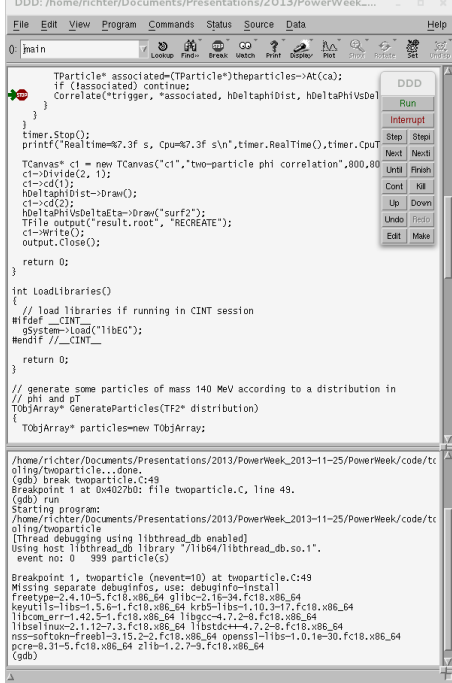 DDD: /home/richter/Documents/Presentations/2013/PowerWeek_...
File Edit View Program Commands Status Source Data Help
0: main
Lookup Find» Break Watch Print Display Plot Show Rotate Set Undisp
TParticle* associated=(TParticle*)theparticles->At(ca);
if (!associated) continue;
Correlate(*trigger, *associated, hDeltaphiDist, hDeltaPhiVsDel
}
}
}
timer.Stop();
printf("Realtime=%7.3f s, Cpu=%7.3f s\n",timer.RealTime(),timer.CpuT
TCanvas* c1 = new TCanvas("c1","two-particle phi correlation",800,80
c1->Divide(2, 1);
c1->cd(1);
hDeltaphiDist->Draw();
c1->cd(2);
hDeltaPhiVsDeltaEta->Draw("surf2");
TFile output("result.root", "RECREATE");
c1->Write();
output.Close();
return 0;
}
int LoadLibraries()
{
// load libraries if running in CINT session
#ifdef __CINT__
gSystem->Load("libEG");
#endif //__CINT__
return 0;
}
// generate some particles of mass 140 MeV according to a distribution in
// phi and pT
TObjArray* GenerateParticles(TF2* distribution)
{
TObjArray* particles=new TObjArray;
DDD
Run
Interrupt
Step Stepi
Next Nexti
Until Finish
Cont Kill
Up Down
Undo Redo
Edit Make
/home/richter/Documents/Presentations/2013/PowerWeek_2013-11-25/PowerWeek/code/to
oling/twoparticle...done.
(gdb) break twoparticle.C:49
Breakpoint 1 at 0x4027b0: file twoparticle.C, line 49.
(gdb) run
Starting program:
/home/richter/Documents/Presentations/2013/PowerWeek_2013-11-25/PowerWeek/code/to
oling/twoparticle
[Thread debugging using libthread_db enabled]
Using host libthread_db library "/lib64/libthread_db.so.1".
event no: 0 999 particle(s)
Breakpoint 1, twoparticle (nevent=10) at twoparticle.C:49
Missing separate debuginfos, use: debuginfo-install
freetype-2.4.10-5.fc18.x86_64 glibc-2.16-34.fc18.x86_64
keyutils-libs-1.5.6-1.fc18.x86_64 krb5-libs-1.10.3-17.fc18.x86_64
libcom_err-1.42.5-1.fc18.x86_64 libgcc-4.7.2-8.fc18.x86_64
libselinux-2.1.12-7.3.fc18.x86_64 libstdc++-4.7.2-8.fc18.x86_64
nss-softokn-freebl-3.15.2-2.fc18.x86_64 openssl-libs-1.0.1e-30.fc18.x86_64
pcre-8.31-5.fc18.x86_64 zlib-1.2.7-9.fc18.x86_64
(gdb)